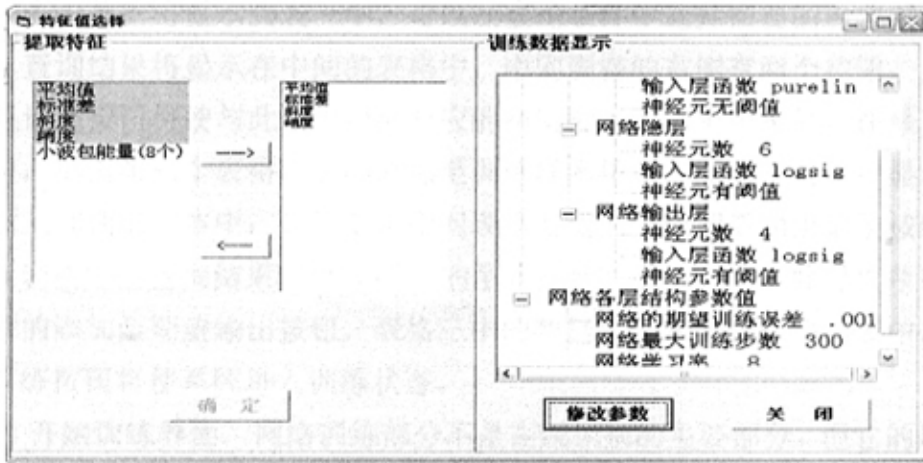 特征值选择
提取特征
平均值
标准差
斜度
峭度
小波包能量(8个)
--->
<---
平均值
标准差
斜度
峭度
确 定
训练数据显示
输入层函数 purelin
神经元无阈值
网络隐层
神经元数 6
输入层函数 logsig
神经元有阈值
网络输出层
神经元数 4
输入层函数 logsig
神经元有阈值
网络各层结构参数值
网络的期望训练误差 .001
网络最大训练步数 300
网络学习率 .8
修改参数
关 闭